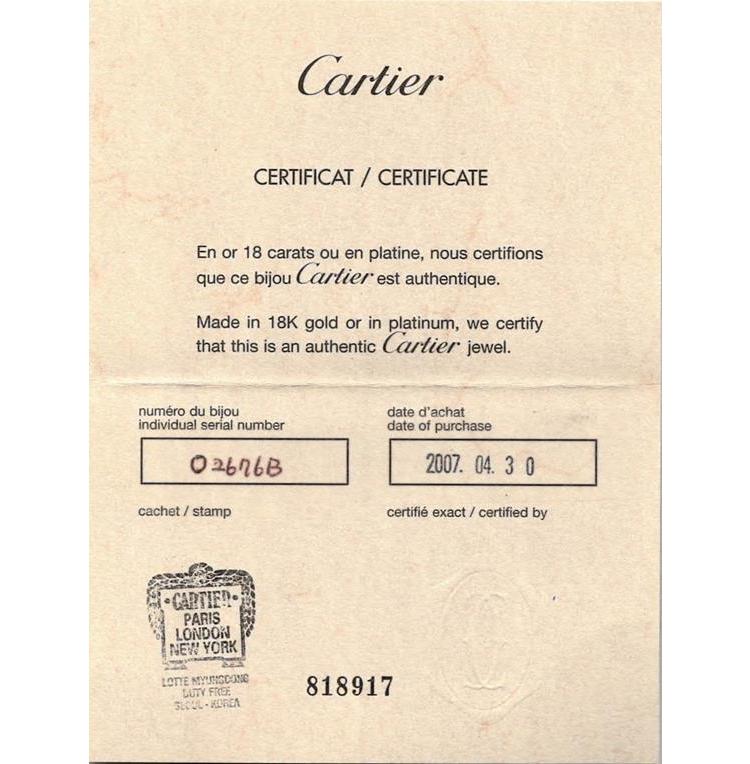 Cartier
CERTIFICAT / CERTIFICATE
En or 18 carats ou en platine, nous certifions
que ce bijou Cartier est authentique.
Made in 18K gold or in platinum, we certify
that this is an authentic Cartier jewel.
numéro du bijou
individual serial number
02676B
date d'achat
date of purchase
2007. 04. 30
cachet / stamp
certifié exact / certified by
CARTIER
PARIS
LONDON
NEW YORK
LOTTE MYUNGDONG
DUTY FREE
SEOUL - KOREA
818917